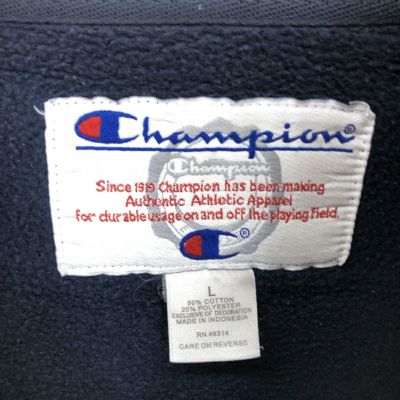 Champion®
Champion
Since 1919 Champion has been making
Authentic Athletic Apparel
for durable usage on and off the playing field.
®
L
80% COTTON
20% POLYESTER
EXCLUSIVE OF DECORATION
MADE IN INDONESIA
RN 49314
CARE ON REVERSE